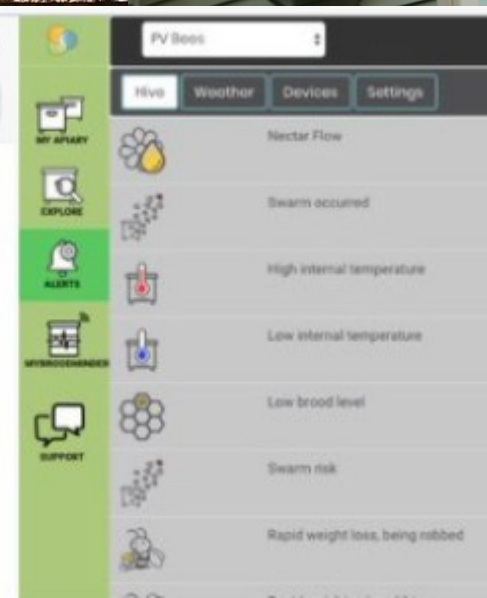 PV Bees
Hive Weather Devices Settings
MY APIARY
EXPLORE
ALERTS
MYBROODMINDER
SUPPORT
Nectar Flow
Swarm occurred
High internal temperature
Low internal temperature
Low brood level
Swarm risk
Rapid weight loss, being robbed